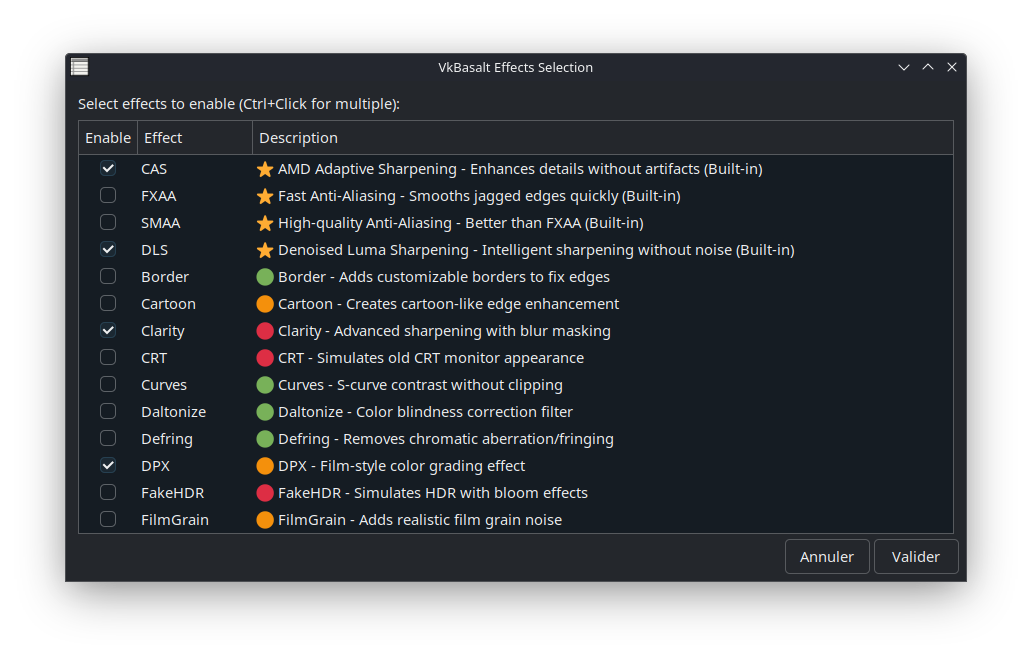 VkBasalt Effects Selection
Select effects to enable (Ctrl+Click for multiple):
Enable Effect Description
CAS AMD Adaptive Sharpening - Enhances details without artifacts (Built-in)
FXAA Fast Anti-Aliasing - Smooths jagged edges quickly (Built-in)
SMAA High-quality Anti-Aliasing - Better than FXAA (Built-in)
DLS Denoised Luma Sharpening - Intelligent sharpening without noise (Built-in)
Border Border - Adds customizable borders to fix edges
Cartoon Cartoon - Creates cartoon-like edge enhancement
Clarity Clarity - Advanced sharpening with blur masking
CRT CRT - Simulates old CRT monitor appearance
Curves Curves - S-curve contrast without clipping
Daltonize Daltonize - Color blindness correction filter
Defring Defring - Removes chromatic aberration/fringing
DPX DPX - Film-style color grading effect
FakeHDR FakeHDR - Simulates HDR with bloom effects
FilmGrain FilmGrain - Adds realistic film grain noise
Annuler Valider